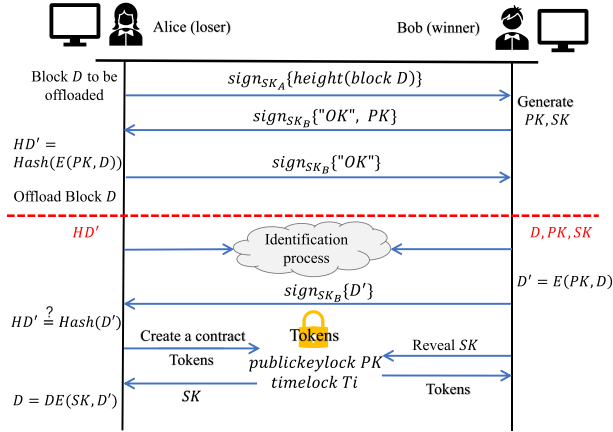 Alice (loser)
Bob (winner)
Block D to be
offloaded
sign_{SK_A}{height(block D)}
Generate
PK, SK
sign_{SK_B}{"OK", PK}
HD' =
Hash(E(PK, D))
sign_{SK_B}{"OK"}
Offload Block D
HD'
D, PK, SK
Identification
process
D' = E(PK, D)
sign_{SK_B}{D'}
HD' ≟ Hash(D')
Create a contract
Tokens
Tokens
publickeylock PK
timelock Ti
Reveal SK
Tokens
SK
D = DE(SK, D')